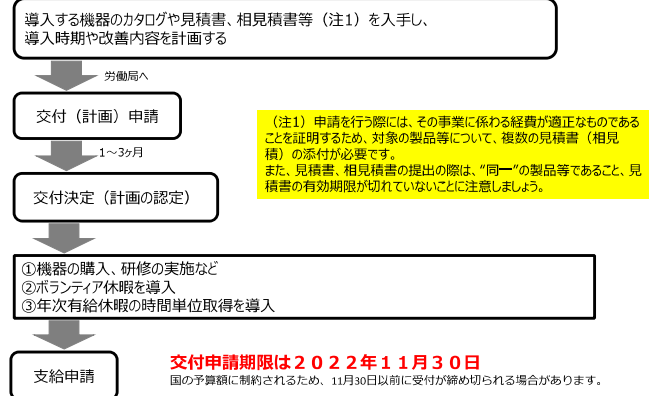 導入する機器のカタログや見積書、相見積書等（注1）を入手し、
導入時期や改善内容を計画する
労働局へ
交付（計画）申請
1～3ヶ月
交付決定（計画の認定）
（注1）申請を行う際には、その事業に係わる経費が適正なものである
ことを証明するため、対象の製品等について、複数の見積書（相見
積）の添付が必要です。
また、見積書、相見積書の提出の際は、“同一”の製品等であること、見
積書の有効期限が切れていないことに注意しましょう。
①機器の購入、研修の実施など
②ボランティア休暇を導入
③年次有給休暇の時間単位取得を導入
支給申請
交付申請期限は２０２２年１１月３０日
国の予算額に制約されるため、11月30日以前に受付が締め切られる場合があります。